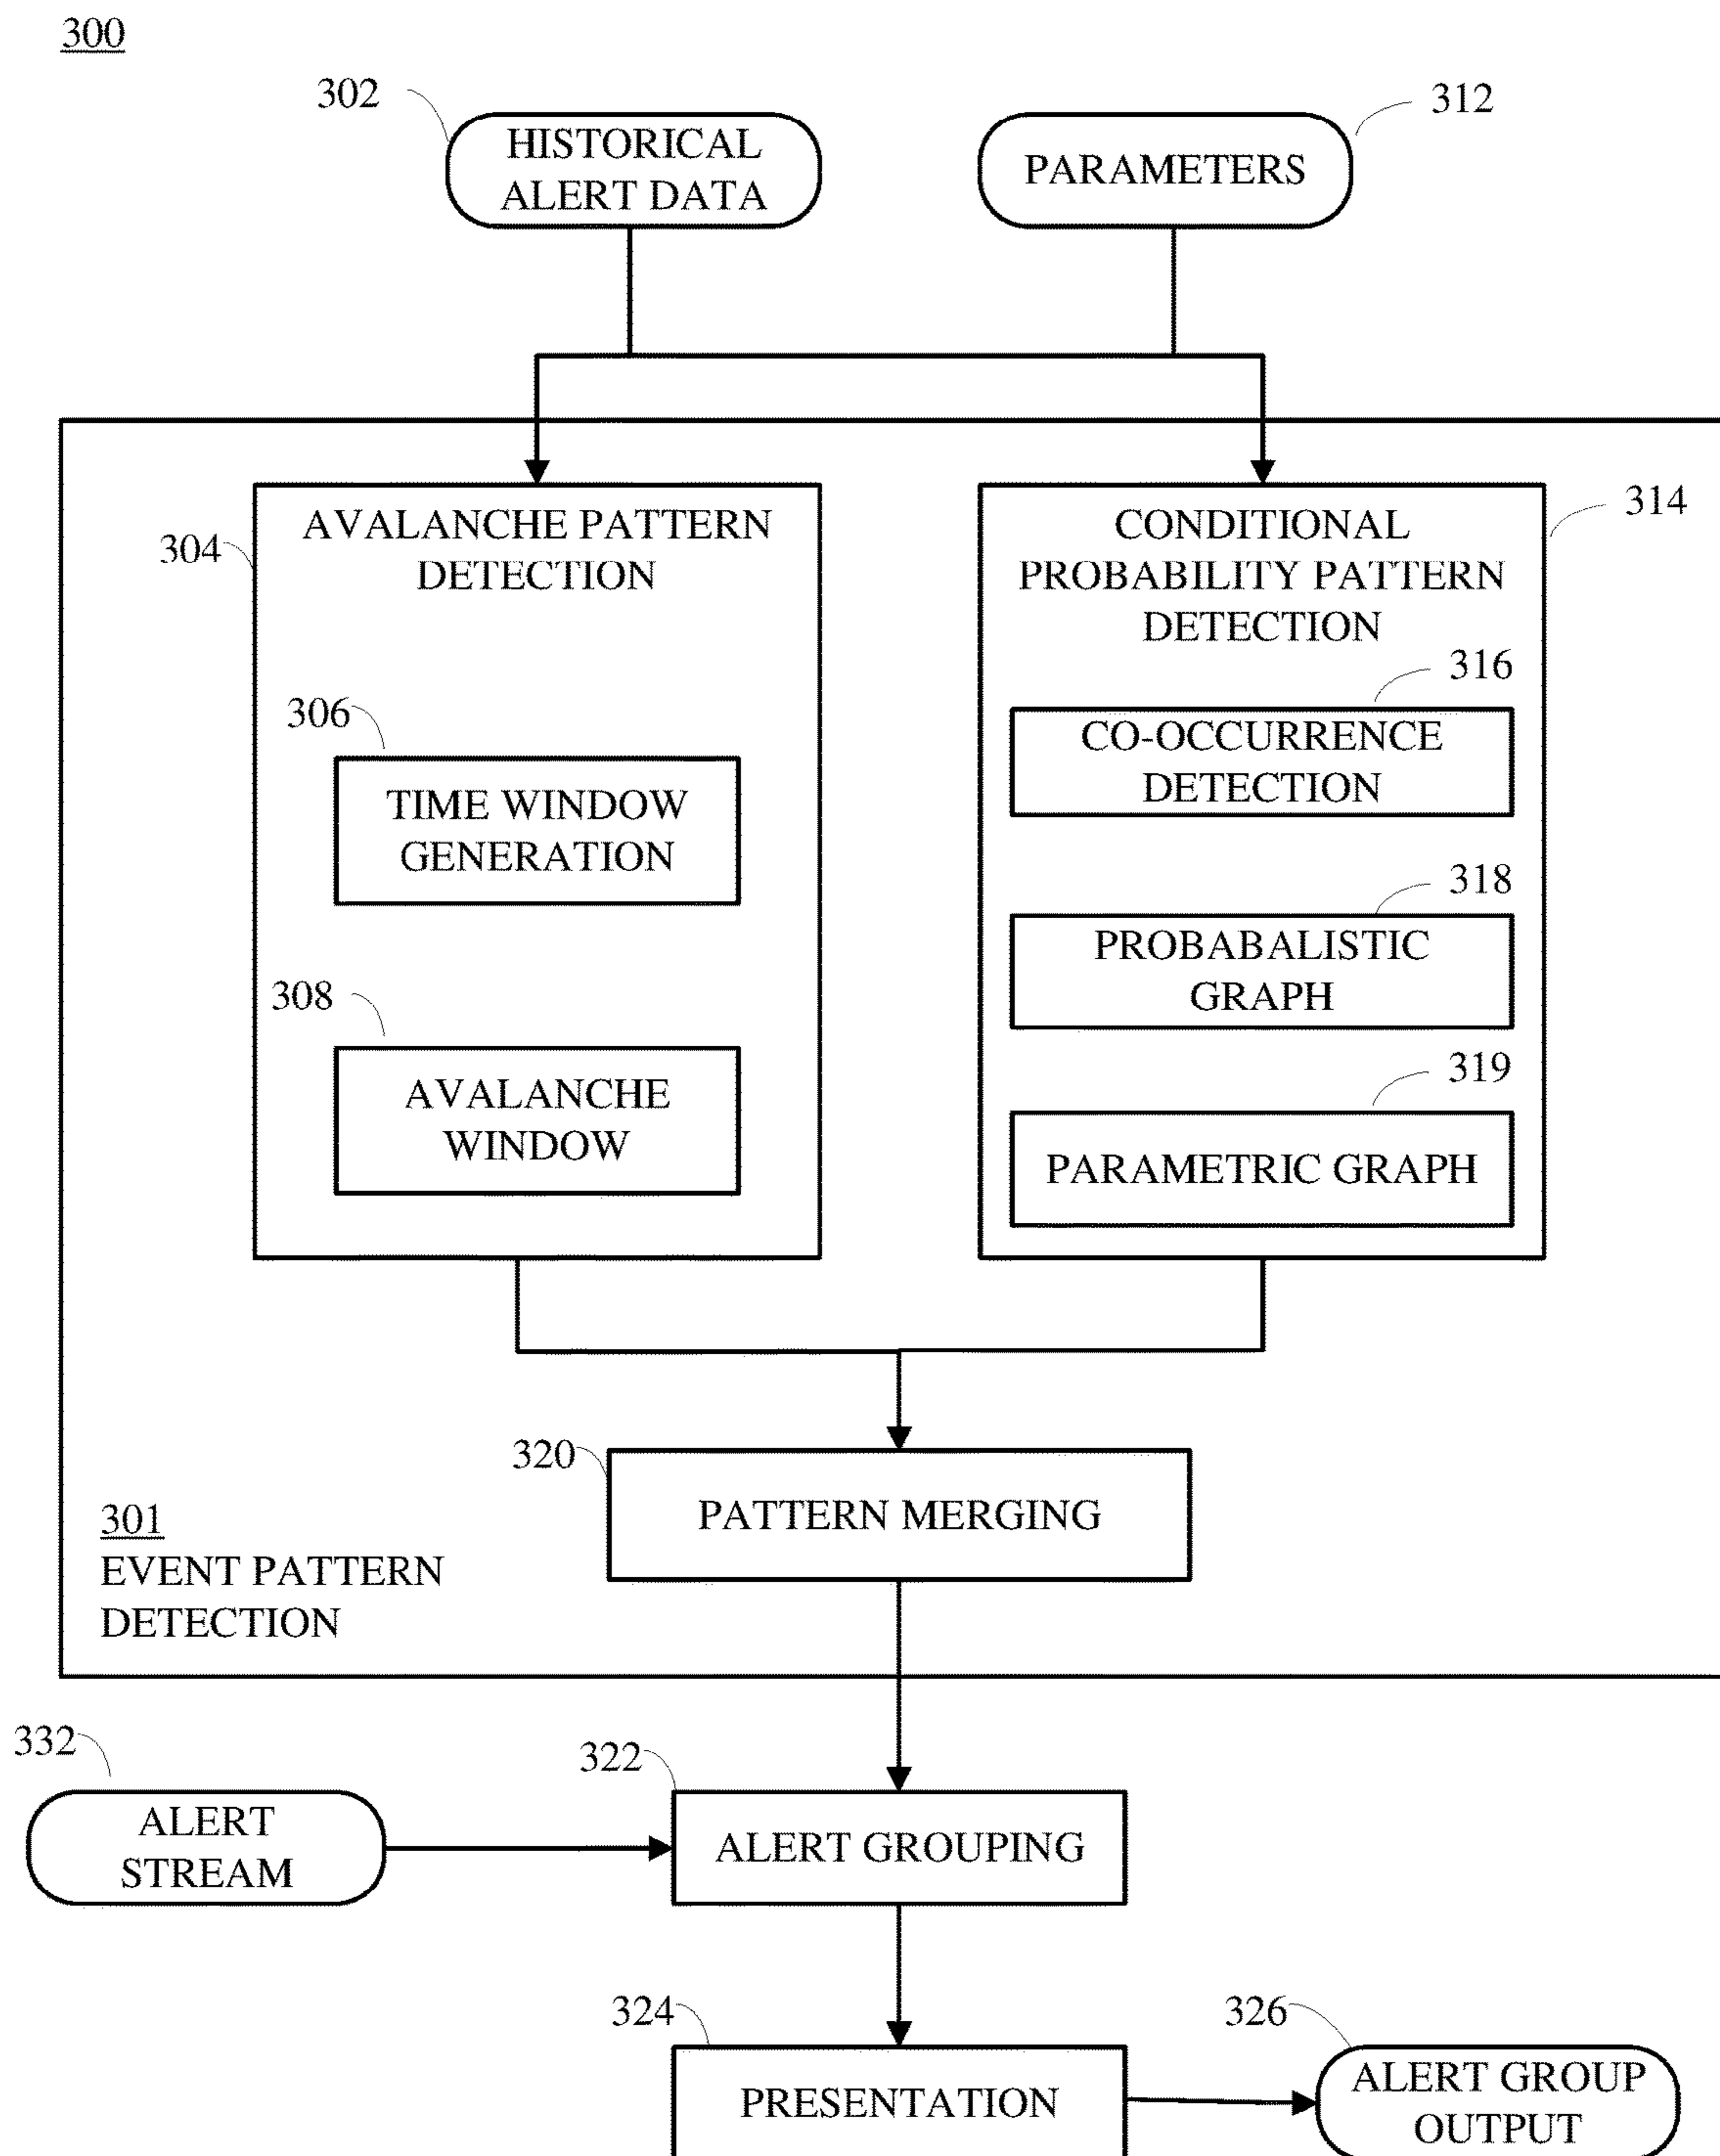 300
302
312
HISTORICAL
ALERT DATA
PARAMETERS
304
AVALANCHE PATTERN
DETECTION
306
TIME WINDOW
GENERATION
308
AVALANCHE
WINDOW
314
CONDITIONAL
PROBABILITY PATTERN
DETECTION
316
CO-OCCURRENCE
DETECTION
318
PROBABALISTIC
GRAPH
319
PARAMETRIC GRAPH
320
PATTERN MERGING
301
EVENT PATTERN
DETECTION
332
ALERT
STREAM
322
ALERT GROUPING
324
PRESENTATION
326
ALERT GROUP
OUTPUT